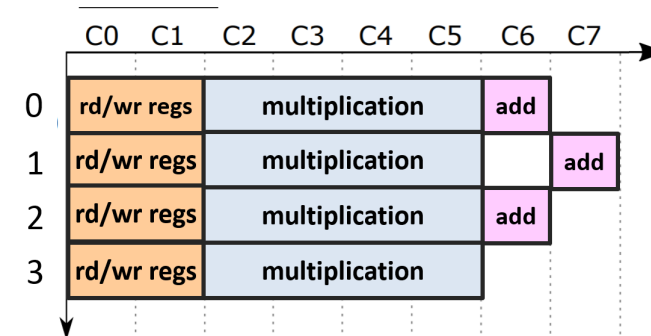 C0 C1 C2 C3 C4 C5 C6 C7
0 rd/wr regs multiplication add
1 rd/wr regs multiplication add
2 rd/wr regs multiplication add
3 rd/wr regs multiplication